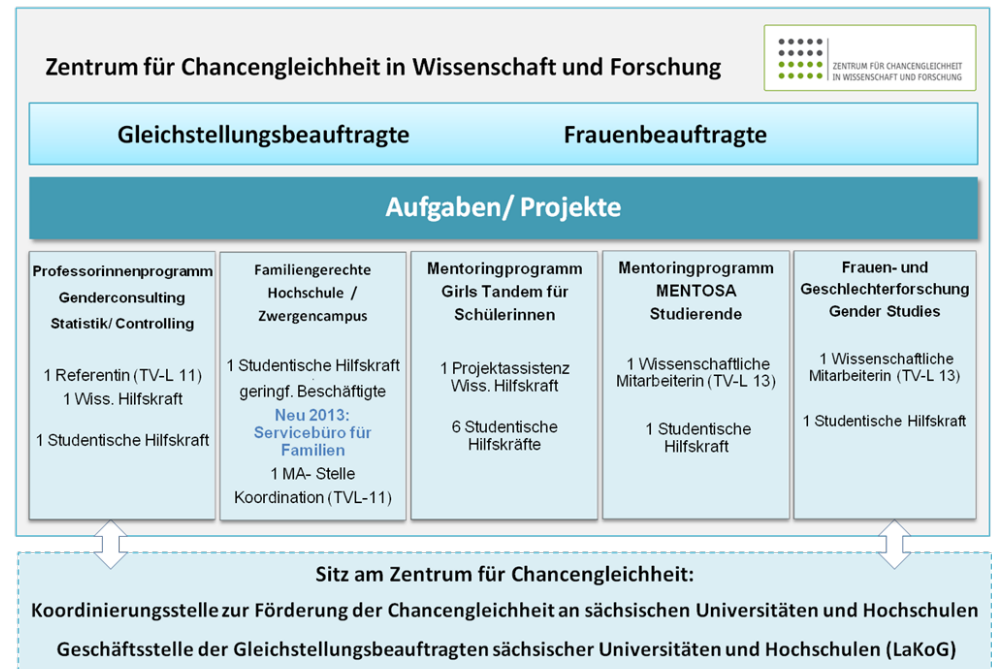 Zentrum für Chancengleichheit in Wissenschaft und Forschung
ZENTRUM FÜR CHANCENGLEICHHEIT
IN WISSENSCHAFT UND FORSCHUNG
Gleichstellungsbeauftragte
Frauenbeauftragte
Aufgaben/ Projekte
Professorinnenprogramm
Genderconsulting
Statistik/ Controlling
1 Referentin (TV-L 11)
1 Wiss. Hilfskraft
1 Studentische Hilfskraft
Familiengerechte
Hochschule /
Zwergencampus
1 Studentische Hilfskraft
geringf. Beschäftigte
Neu 2013:
Servicebüro für
Familien
1 MA- Stelle
Koordination (TVL-11)
Mentoringprogramm
Girls Tandem für
Schülerinnen
1 Projektassistenz
Wiss. Hilfskraft
6 Studentische
Hilfskräfte
Mentoringprogramm
MENTOSA
Studierende
1 Wissenschaftliche
Mitarbeiterin (TV-L 13)
1 Studentische
Hilfskraft
Frauen- und
Geschlechterforschung
Gender Studies
1 Wissenschaftliche
Mitarbeiterin (TV-L 13)
1 Studentische Hilfskraft
Sitz am Zentrum für Chancengleichheit:
Koordinierungsstelle zur Förderung der Chancengleichheit an sächsischen Universitäten und Hochschulen
Geschäftsstelle der Gleichstellungsbeauftragten sächsischer Universitäten und Hochschulen (LaKoG)